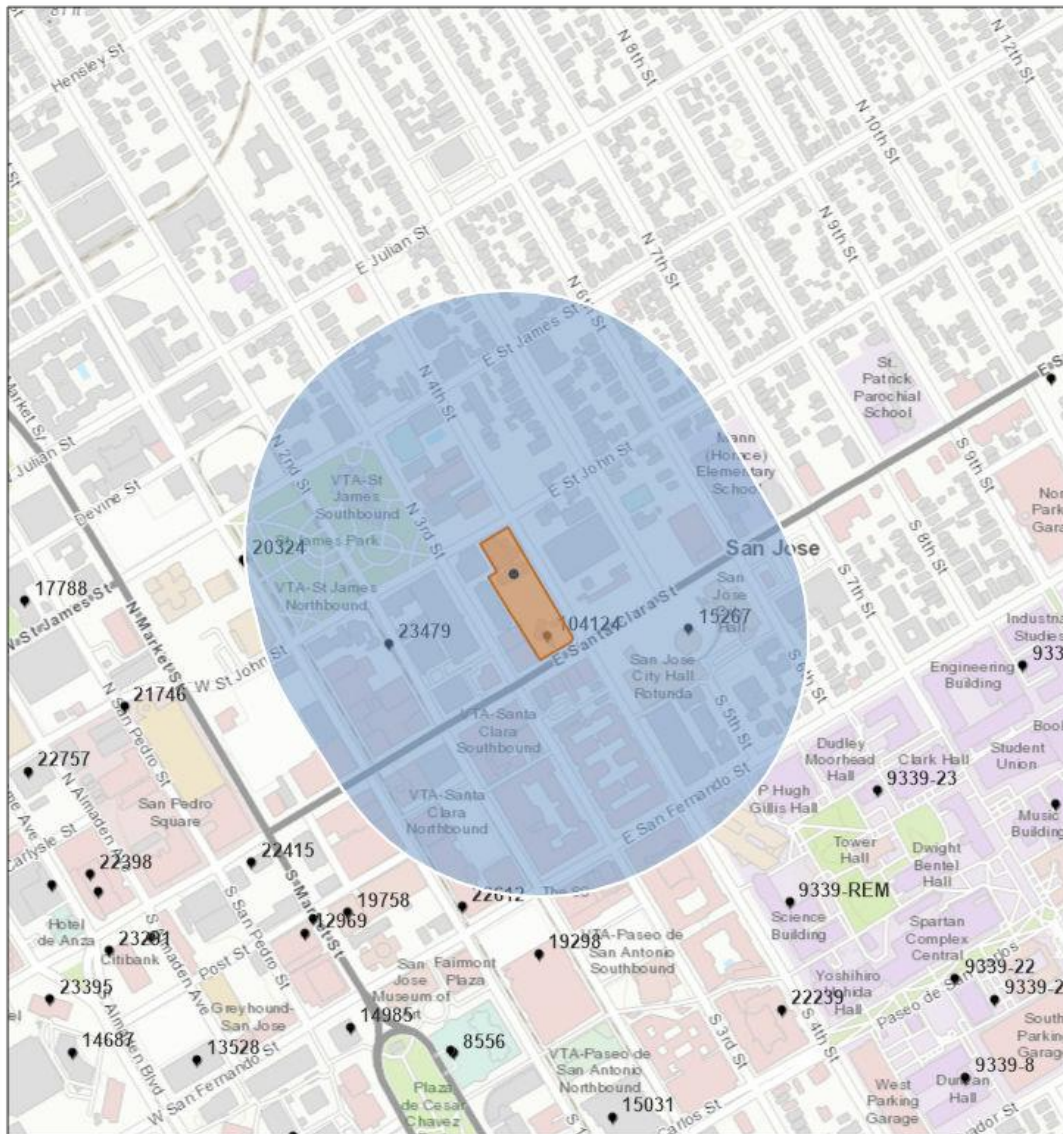 Hensley St
N 8th St
N 12th St
N 10th St
N 9th St
N 7th St
E Julian St
N 6th St
E St James St
N 4th St
Market St
Julian St
Devine St
N 2nd St
VTA-St
James
Southbound
St James Park
N 3rd St
E St John St
Mann
(Horace)
Elementary
School
St.
Patrick
Parochial
School
S 9th St
20324
17788
VTA-St James
Northbound
San Jose
San
Jose
Hall
S 8th St
S 7th St
N St James St
N Market St
23479
104124
15267
E Santa Clara St
San Jose
City Hall
Rotunda
S 6th St
Industrial
Studies
Engineering
Building
W St John St
21746
N San Pedro St
VTA-Santa
Clara
Southbound
S 5th St
22757
N Almaden Ave
Dudley
Moorhead
Hall
Clark Hall
Student
Union
9339-23
San Pedro
Square
VTA-Santa
Clara
Northbound
E San Fernando St
P Hugh
Gillis Hall
Music
Building
Carlysle St
22415
22398
Tower
Hall
Dwight
Bentel
Hall
S Market St
S San Pedro St
19758
12969
22612
9339-REM
Science
Building
Hotel
de Anza
Citibank
S Almaden Ave
Post St
19298
VTA-Paseo de
San Antonio
Southbound
Spartan
Complex
Central
San
Jose
Museum of
Fairmont
Plaza
9339-22
23395
Greyhound-
San Jose
14985
22239
Yoshihiro
Uchida
Hall
S 4th St
S 3rd St
Paseo de San Carlos
14687
S Almaden Blvd
13528
8556
VTA-Paseo de
San Antonio
Northbound
W San Fernando St
Plaza
de Cesar
Chavez
15031
West
Parking
Garage
9339-8
Duncan
Hall